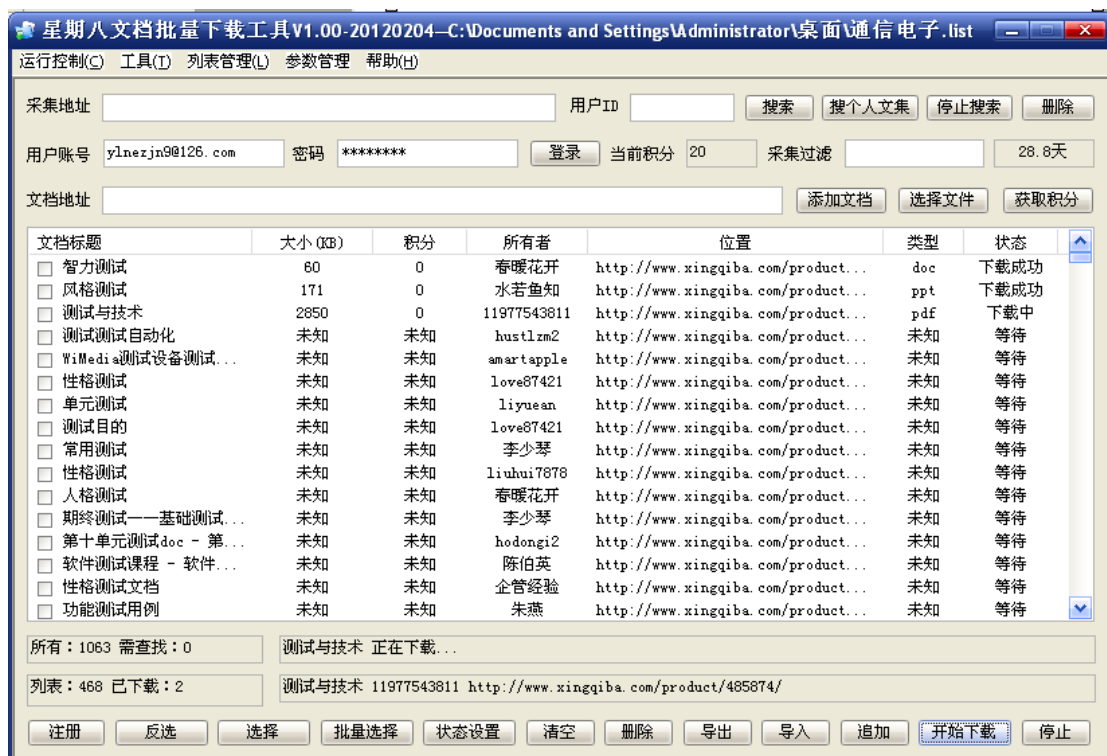 星期八文档批量下载工具V1.00-20120204--C:\Documents and Settings\Administrator\桌面\通信电子.list
运行控制(C) 工具(T) 列表管理(L) 参数管理 帮助(H)
采集地址 用户ID 搜索 搜个人文集 停止搜索 删除
用户账号 ylnezjn9@126.com 密码 ******** 登录 当前积分 20 采集过滤 28.8天
文档地址 添加文档 选择文件 获取积分
文档标题 大小(KB) 积分 所有者 位置 类型 状态
智力测试 60 0 春暖花开 http://www.xingqiba.com/product... doc 下载成功
风格测试 171 0 水若鱼知 http://www.xingqiba.com/product... ppt 下载成功
测试与技术 2850 0 11977543811 http://www.xingqiba.com/product... pdf 下载中
测试测试自动化 未知 未知 hustlzm2 http://www.xingqiba.com/product... 未知 等待
WiMedia测试设备测试... 未知 未知 amartapple http://www.xingqiba.com/product... 未知 等待
性格测试 未知 未知 love87421 http://www.xingqiba.com/product... 未知 等待
单元测试 未知 未知 liyuean http://www.xingqiba.com/product... 未知 等待
测试目的 未知 未知 love87421 http://www.xingqiba.com/product... 未知 等待
常用测试 未知 未知 李少琴 http://www.xingqiba.com/product... 未知 等待
性格测试 未知 未知 liuhui7878 http://www.xingqiba.com/product... 未知 等待
人格测试 未知 未知 春暖花开 http://www.xingqiba.com/product... 未知 等待
期终测试——基础测试... 未知 未知 李少琴 http://www.xingqiba.com/product... 未知 等待
第十单元测试doc - 第... 未知 未知 hodongi2 http://www.xingqiba.com/product... 未知 等待
软件测试课程 - 软件... 未知 未知 陈伯英 http://www.xingqiba.com/product... 未知 等待
性格测试文档 未知 未知 企管经验 http://www.xingqiba.com/product... 未知 等待
功能测试用例 未知 未知 朱燕 http://www.xingqiba.com/product... 未知 等待
所有：1063 需查找：0 测试与技术 正在下载...
列表：468 已下载：2 测试与技术 11977543811 http://www.xingqiba.com/product/485874/
注册 反选 选择 批量选择 状态设置 清空 删除 导出 导入 追加 开始下载 停止